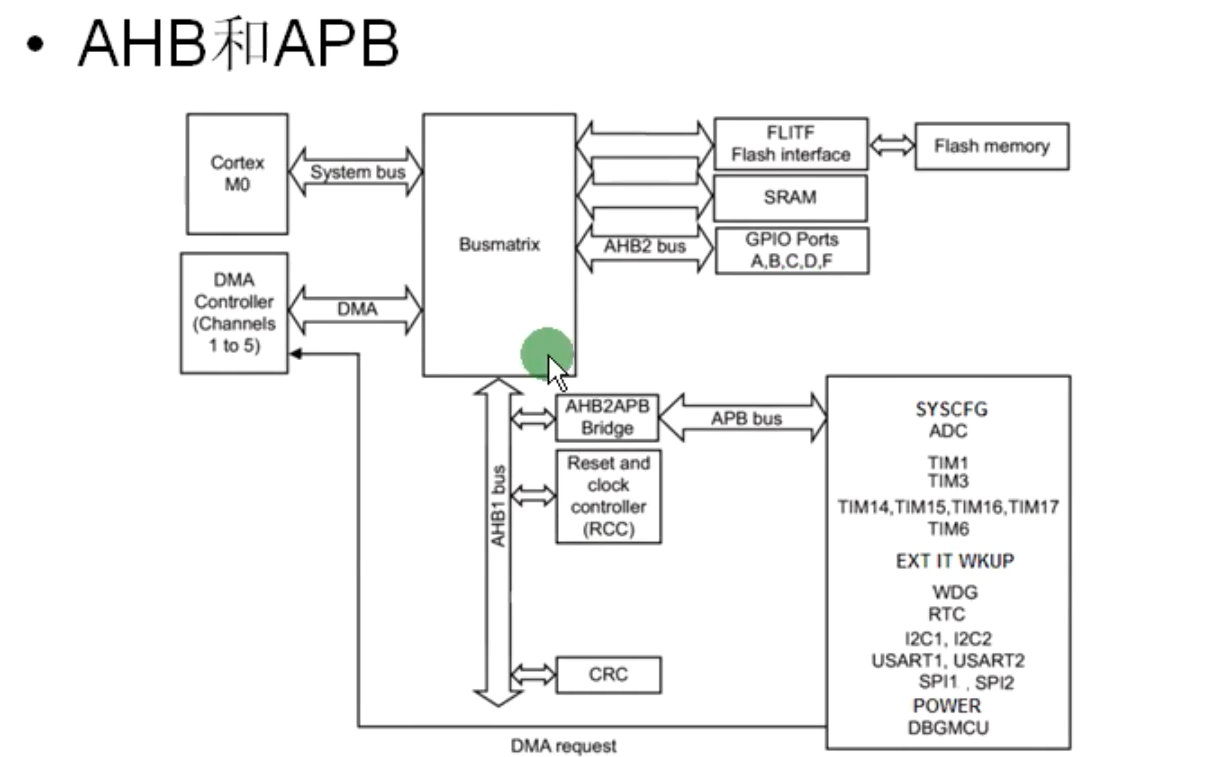 • AHB和APB
Cortex
M0
System bus
Busmatrix
FLITF
Flash interface
Flash memory
SRAM
AHB2 bus
GPIO Ports
A,B,C,D,F
DMA
Controller
(Channels
1 to 5)
DMA
AHB1 bus
AHB2APB
Bridge
APB bus
Reset and
clock
controller
(RCC)
CRC
SYSCFG
ADC
TIM1
TIM3
TIM14,TIM15,TIM16,TIM17
TIM6
EXT IT WKUP
WDG
RTC
I2C1, I2C2
USART1, USART2
SPI1 , SPI2
POWER
DBGMCU
DMA request